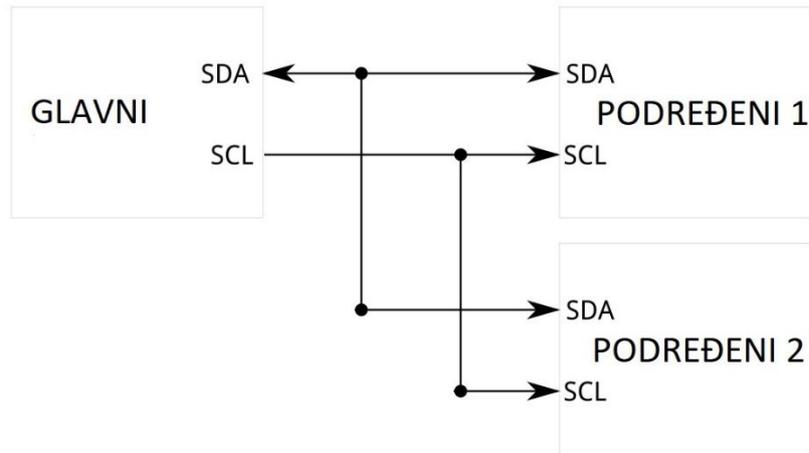 SDA
GLAVNI
SCL
SDA
PODREĐENI 1
SCL
SDA
PODREĐENI 2
SCL